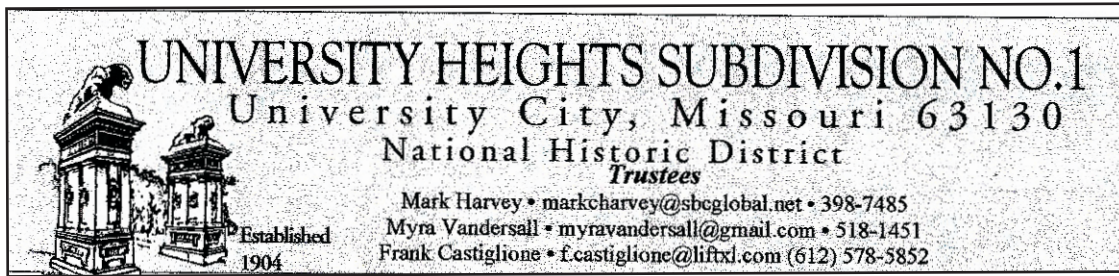 UNIVERSITY HEIGHTS SUBDIVISION NO.1
University City, Missouri 63130
National Historic District
Trustees
Mark Harvey • markcharvey@sbcglobal.net • 398-7485
Myra Vandersall • myravandersall@gmail.com • 518-1451
Frank Castiglione • f.castiglione@liftxl.com (612) 578-5852
Established
1904